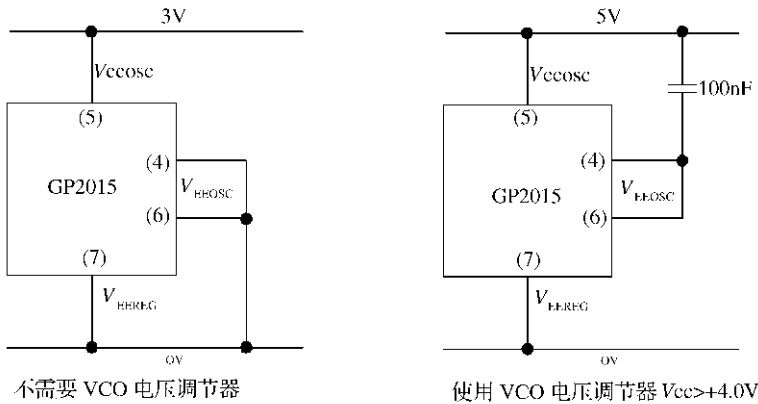 3V
Vccosc
(5)
(4)
GP2015
VEEOSC
(6)
(7)
VEEREG
0V
不需要 VCO 电压调节器
5V
Vccosc
100nF
(5)
(4)
GP2015
VEEOSC
(6)
(7)
VEEREG
0V
使用 VCO 电压调节器 Vcc>+4.0V